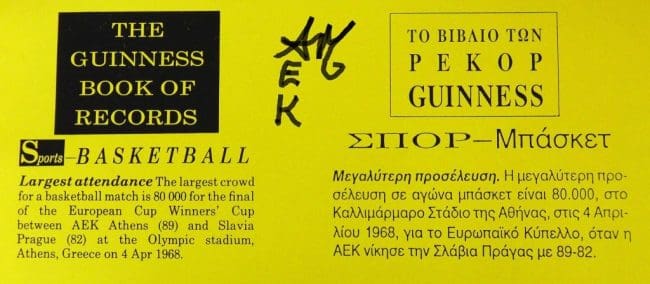 THE
GUINNESS
BOOK OF
RECORDS
Sports–BASKETBALL
Largest attendance The largest crowd
for a basketball match is 80 000 for the final
of the European Cup Winners' Cup
between AEK Athens (89) and Slavia
Prague (82) at the Olympic stadium,
Athens, Greece on 4 Apr 1968.
AMG
E
K
ΤΟ ΒΙΒΛΙΟ ΤΩΝ
ΡΕΚΟΡ
GUINNESS
ΣΠΟΡ–Μπάσκετ
Μεγαλύτερη προσέλευση. Η μεγαλύτερη προ-
σέλευση σε αγώνα μπάσκετ είναι 80.000, στο
Καλλιμάρμαρο Στάδιο της Αθήνας, στις 4 Απρι-
λίου 1968, για το Ευρωπαϊκό Κύπελλο, όταν η
ΑΕΚ νίκησε την Σλάβια Πράγας με 89-82.